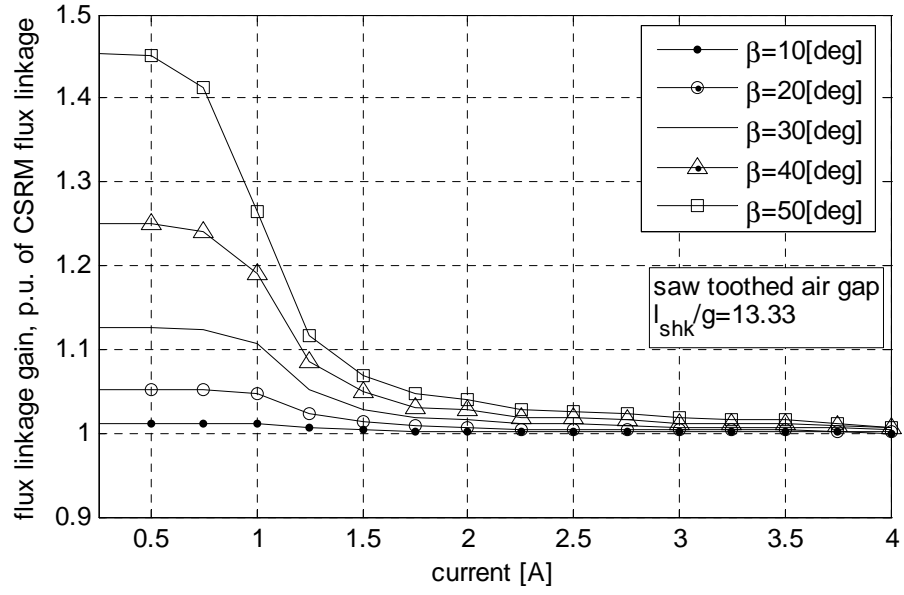 flux linkage gain, p.u. of CSRM flux linkage
1.5
1.4
1.3
1.2
1.1
1
0.9
β=10[deg]
β=20[deg]
β=30[deg]
β=40[deg]
β=50[deg]
saw toothed air gap
l_shk/g=13.33
0.5 1 1.5 2 2.5 3 3.5 4
current [A]